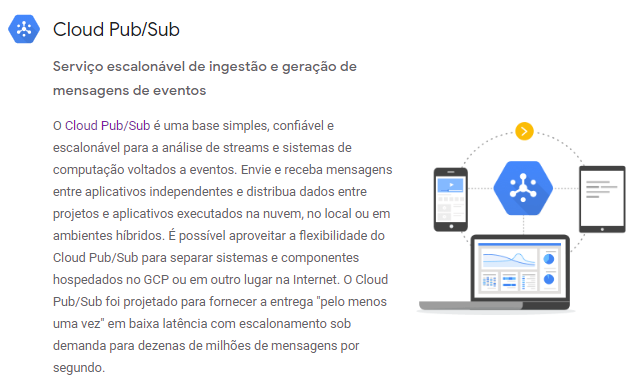 Cloud Pub/Sub
Serviço escalonável de ingestão e geração de
mensagens de eventos
O Cloud Pub/Sub é uma base simples, confiável e
escalonável para a análise de streams e sistemas de
computação voltados a eventos. Envie e receba mensagens
entre aplicativos independentes e distribua dados entre
projetos e aplicativos executados na nuvem, no local ou em
ambientes híbridos. É possível aproveitar a flexibilidade do
Cloud Pub/Sub para separar sistemas e componentes
hospedados no GCP ou em outro lugar na Internet. O Cloud
Pub/Sub foi projetado para fornecer a entrega "pelo menos
uma vez" em baixa latência com escalonamento sob
demanda para dezenas de milhões de mensagens por
segundo.